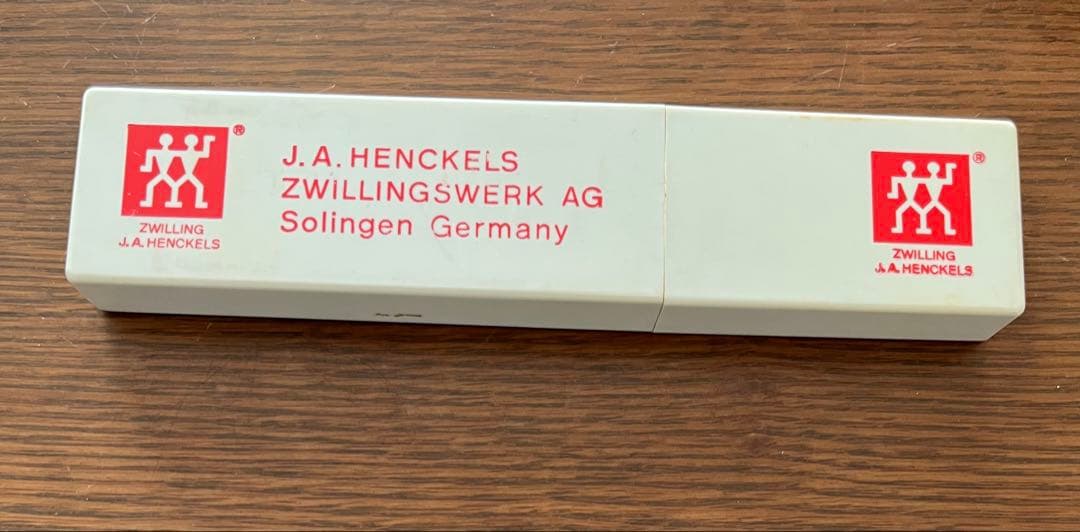 ®
ZWILLING
J.A.HENCKELS
J.A.HENCKELS
ZWILLINGSWERK AG
Solingen Germany
®
ZWILLING
J.A.HENCKELS